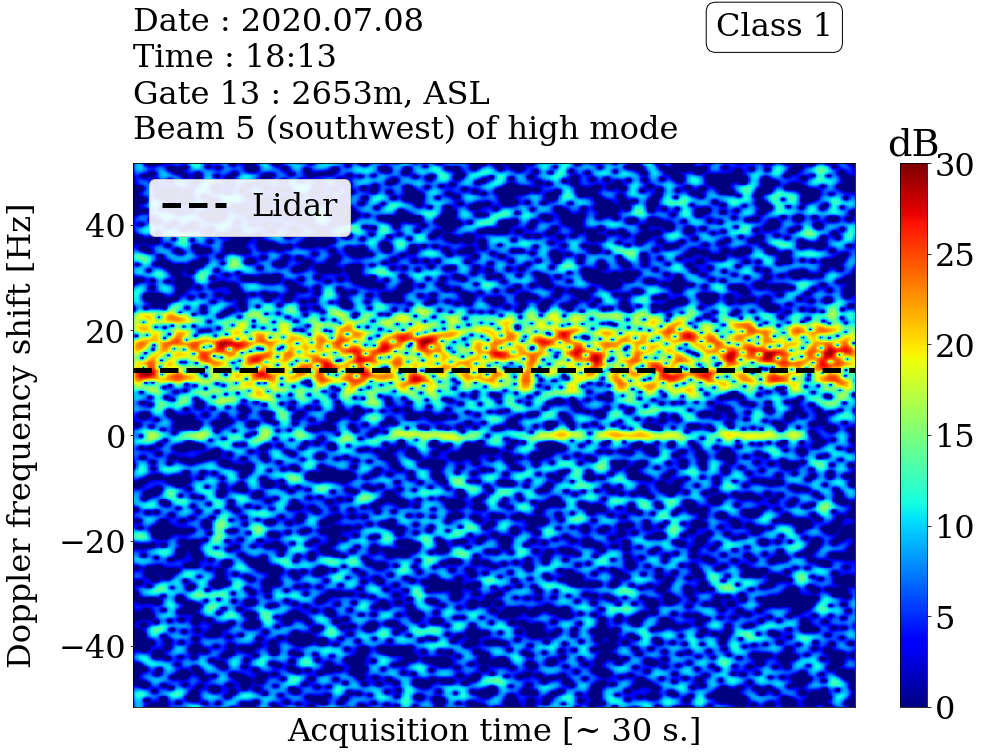 Date : 2020.07.08
Time : 18:13
Gate 13 : 2653m, ASL
Beam 5 (southwest) of high mode
Class 1
dB
Lidar
Doppler frequency shift [Hz]
40
20
0
−20
−40
30
25
20
15
10
5
0
Acquisition time [~ 30 s.]